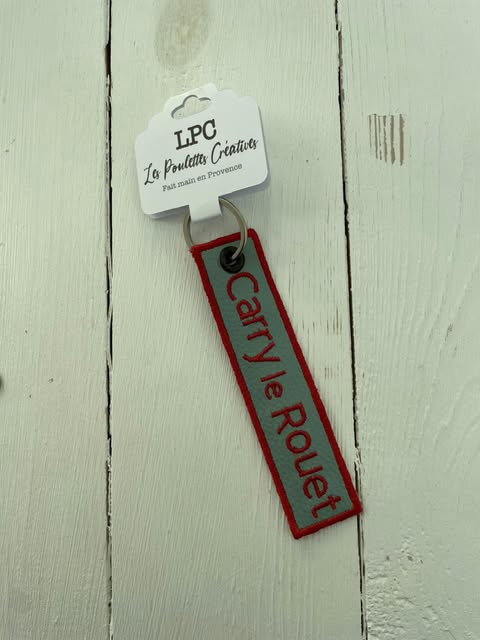 LPC
Les Poulettes Créatives
Fait main en Provence
Carry le Rouet